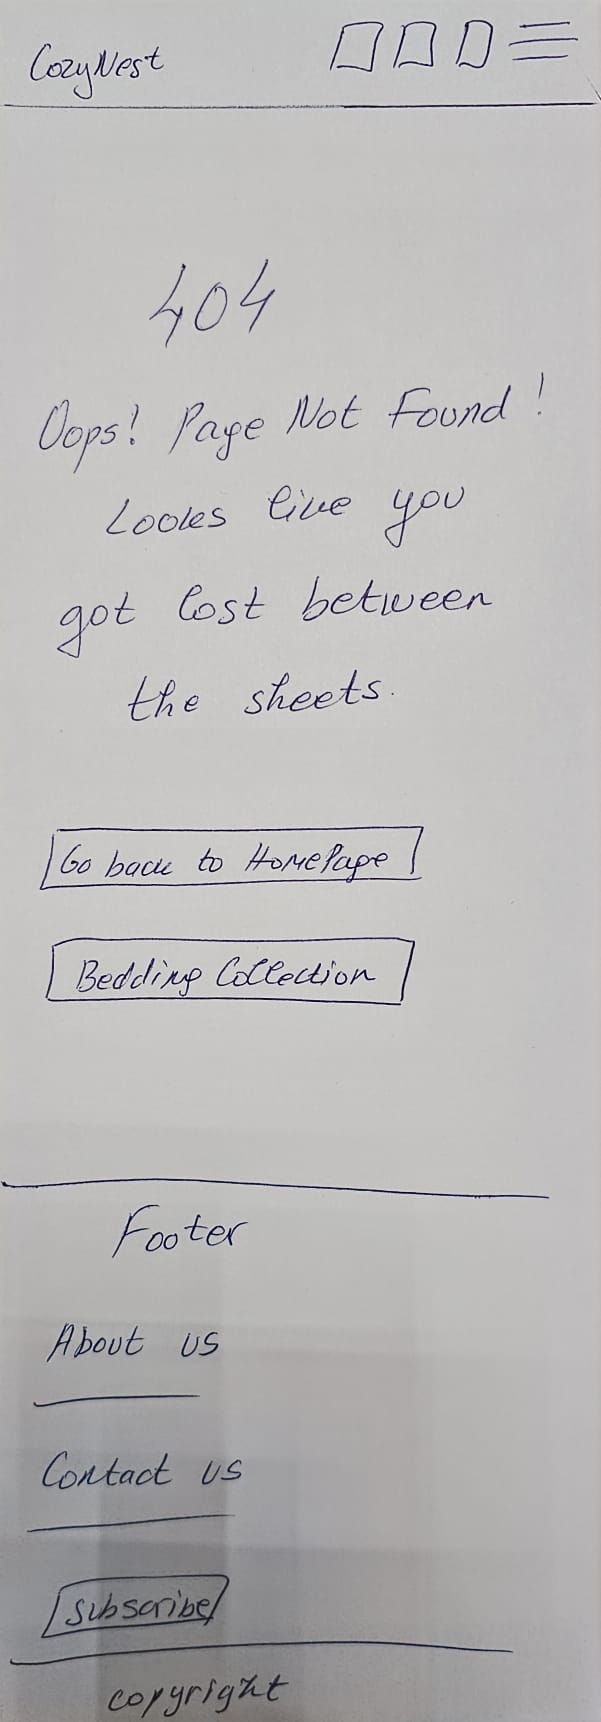 CozyNest
404
Oops! Page Not Found!
Looks like you
got lost between
the sheets.
Go back to HomePage
Bedding Collection
Footer
About us
Contact us
Subscribe
copyright